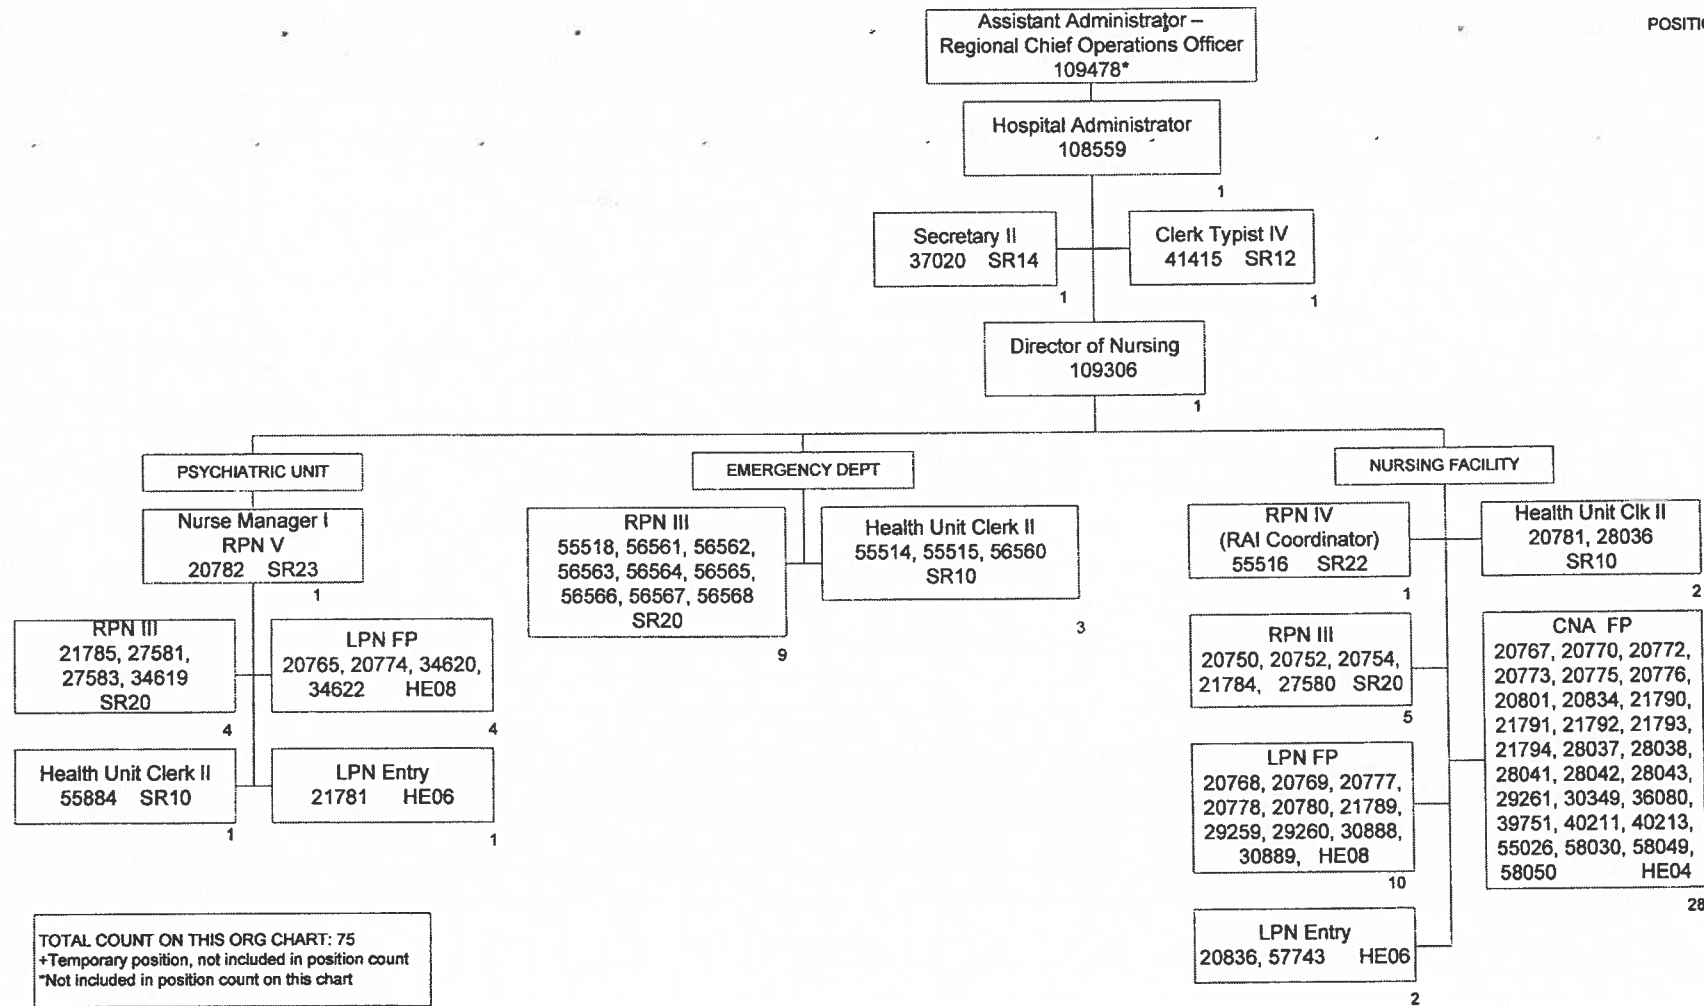 POSITIO
Assistant Administrator –
Regional Chief Operations Officer
109478*
Hospital Administrator
108559
1
Secretary II
37020 SR14
1
Clerk Typist IV
41415 SR12
1
Director of Nursing
109306
1
PSYCHIATRIC UNIT
Nurse Manager I
RPN V
20782 SR23
1
RPN III
21785, 27581,
27583, 34619
SR20
4
LPN FP
20765, 20774, 34620,
34622 HE08
4
Health Unit Clerk II
55884 SR10
1
LPN Entry
21781 HE06
1
EMERGENCY DEPT
RPN III
55518, 56561, 56562,
56563, 56564, 56565,
56566, 56567, 56568
SR20
9
Health Unit Clerk II
55514, 55515, 56560
SR10
3
NURSING FACILITY
RPN IV
(RAI Coordinator)
55516 SR22
1
Health Unit Clk II
20781, 28036
SR10
2
RPN III
20750, 20752, 20754,
21784, 27580 SR20
5
CNA FP
20767, 20770, 20772,
20773, 20775, 20776,
20801, 20834, 21790,
21791, 21792, 21793,
21794, 28037, 28038,
28041, 28042, 28043,
29261, 30349, 36080,
39751, 40211, 40213,
55026, 58030, 58049,
58050 HE04
28
LPN FP
20768, 20769, 20777,
20778, 20780, 21789,
29259, 29260, 30888,
30889, HE08
10
LPN Entry
20836, 57743 HE06
2
TOTAL COUNT ON THIS ORG CHART: 75
+Temporary position, not included in position count
*Not included in position count on this chart